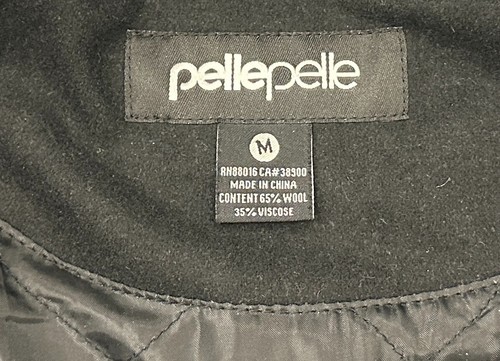 pellepelle
M
RN88016 CA#38900
MADE IN CHINA
CONTENT 65% WOOL
35% VISCOSE